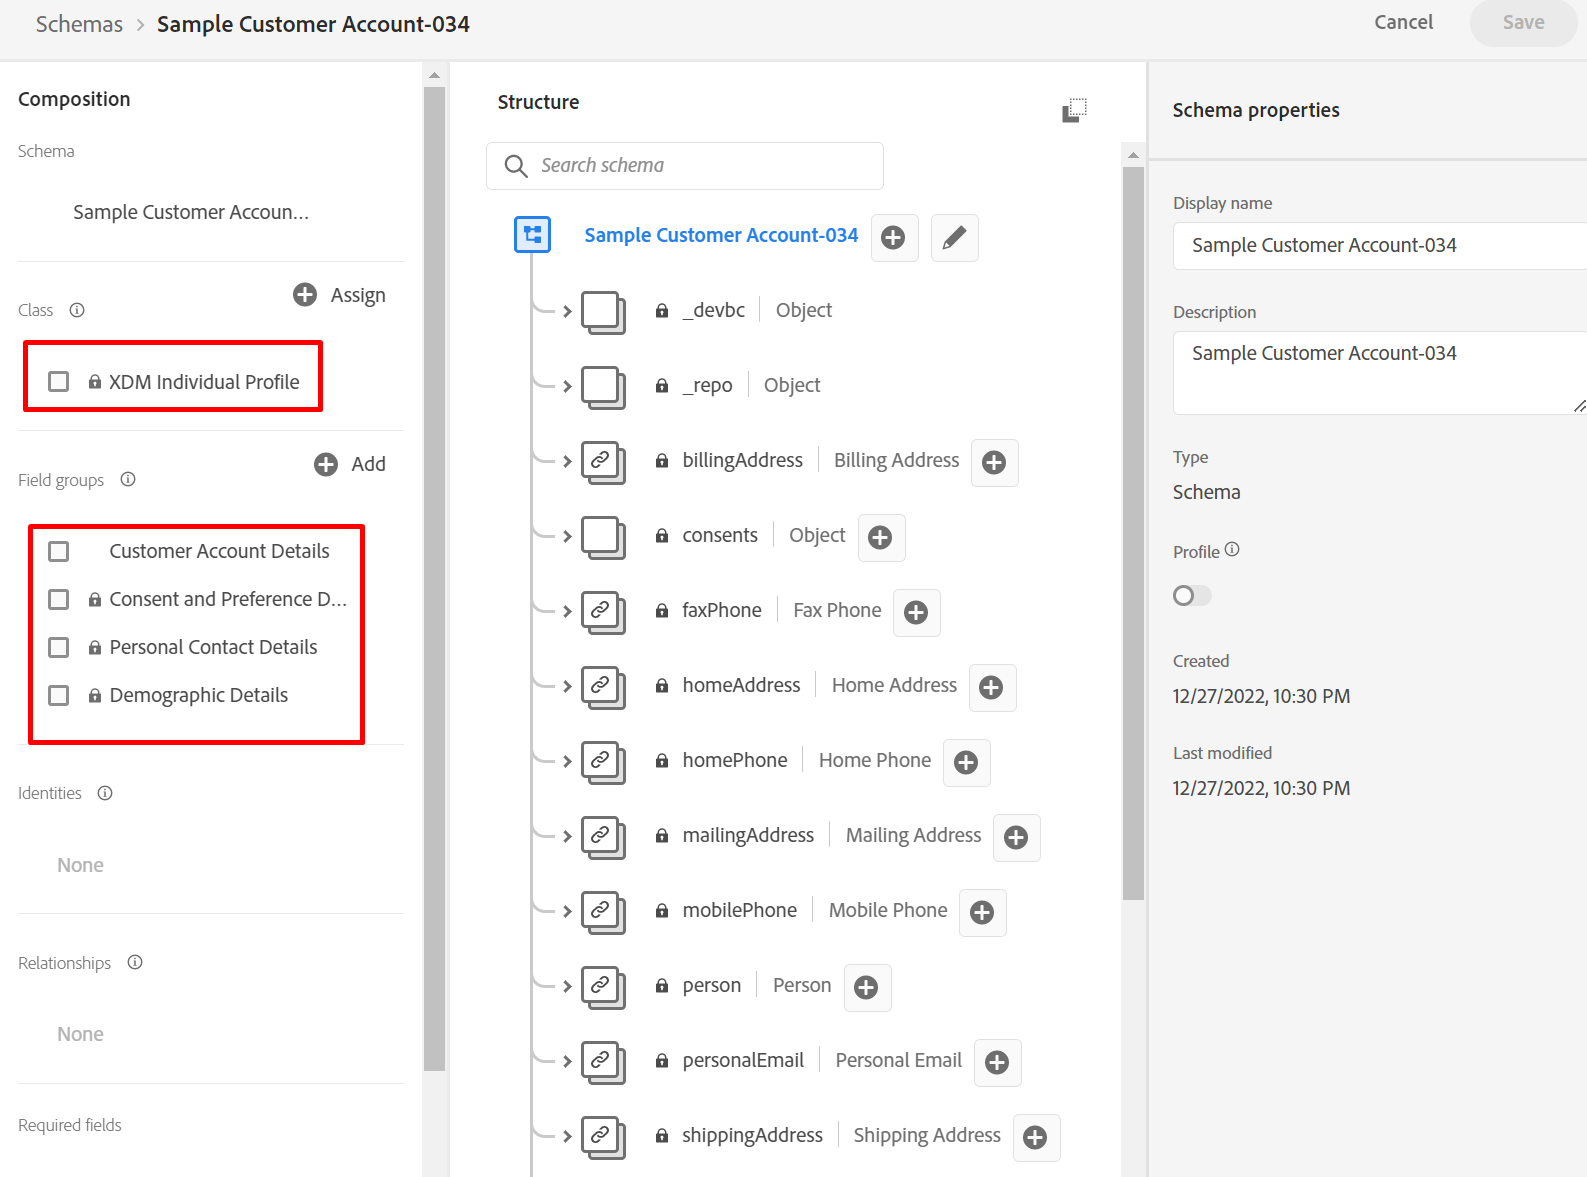 Schemas > Sample Customer Account-034
Cancel
Save
Composition
Schema
Sample Customer Accoun...
Class
Assign
XDM Individual Profile
Field groups
Add
Customer Account Details
Consent and Preference D...
Personal Contact Details
Demographic Details
Identities
None
Relationships
None
Required fields
Structure
Search schema
Sample Customer Account-034
_devbc | Object
_repo | Object
billingAddress | Billing Address
consents | Object
faxPhone | Fax Phone
homeAddress | Home Address
homePhone | Home Phone
mailingAddress | Mailing Address
mobilePhone | Mobile Phone
person | Person
personalEmail | Personal Email
shippingAddress | Shipping Address
Schema properties
Display name
Sample Customer Account-034
Description
Sample Customer Account-034
Type
Schema
Profile
Created
12/27/2022, 10:30 PM
Last modified
12/27/2022, 10:30 PM